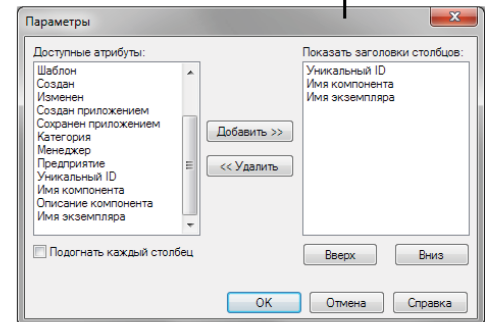 Параметры
Доступные атрибуты:
Шаблон
Создан
Изменен
Создан приложением
Сохранен приложением
Категория
Менеджер
Предприятие
Уникальный ID
Имя компонента
Описание компонента
Имя экземпляра
Подогнать каждый столбец
Добавить >>
<< Удалить
Показать заголовки столбцов:
Уникальный ID
Имя компонента
Имя экземпляра
Вверх
Вниз
OK
Отмена
Справка